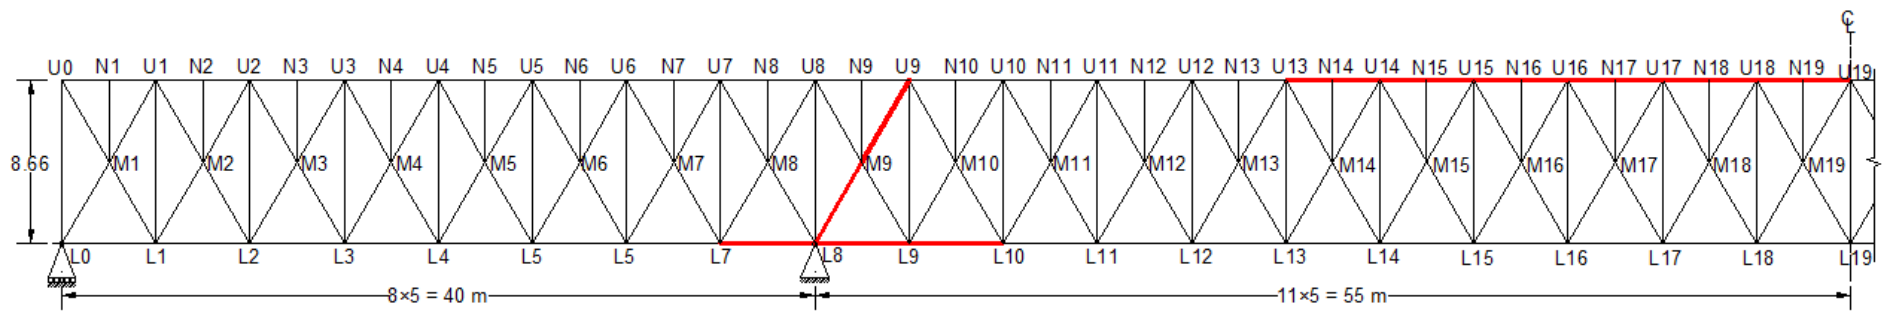 ℄
U0 N1 U1 N2 U2 N3 U3 N4 U4 N5 U5 N6 U6 N7 U7 N8 U8 N9 U9 N10 U10 N11 U11 N12 U12 N13 U13 N14 U14 N15 U15 N16 U16 N17 U17 N18 U18 N19 U19
8.66 M1 M2 M3 M4 M5 M6 M7 M8 M9 M10 M11 M12 M13 M14 M15 M16 M17 M18 M19
L0 L1 L2 L3 L4 L5 L5 L7 L8 L9 L10 L11 L12 L13 L14 L15 L16 L17 L18 L19
8×5 = 40 m 11×5 = 55 m